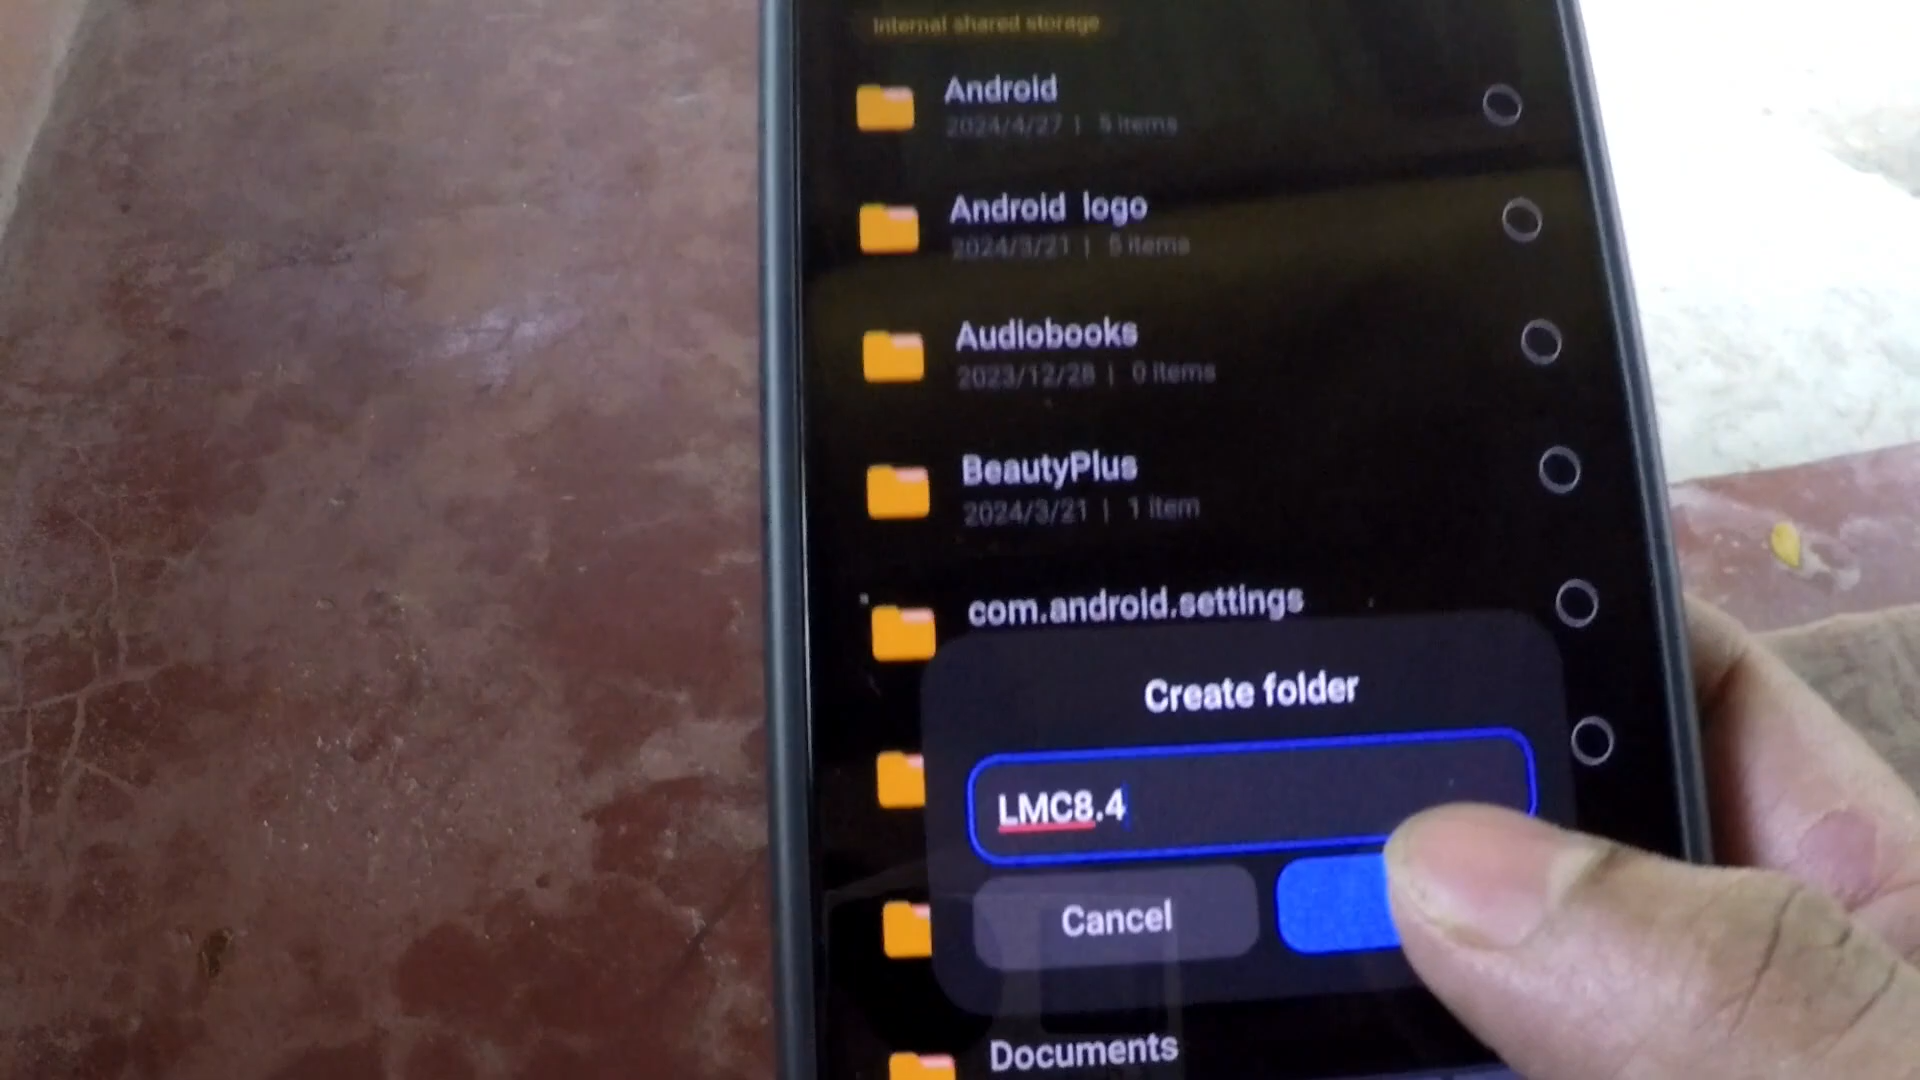 Internal shared storage
Android
2024/4/27 | 5 items
Android logo
2024/3/21 | 5 items
Audiobooks
2023/12/28 | 0 items
BeautyPlus
2024/3/21 | 1 item
com.android.settings
Create folder
LMC8.4
Cancel
Documents